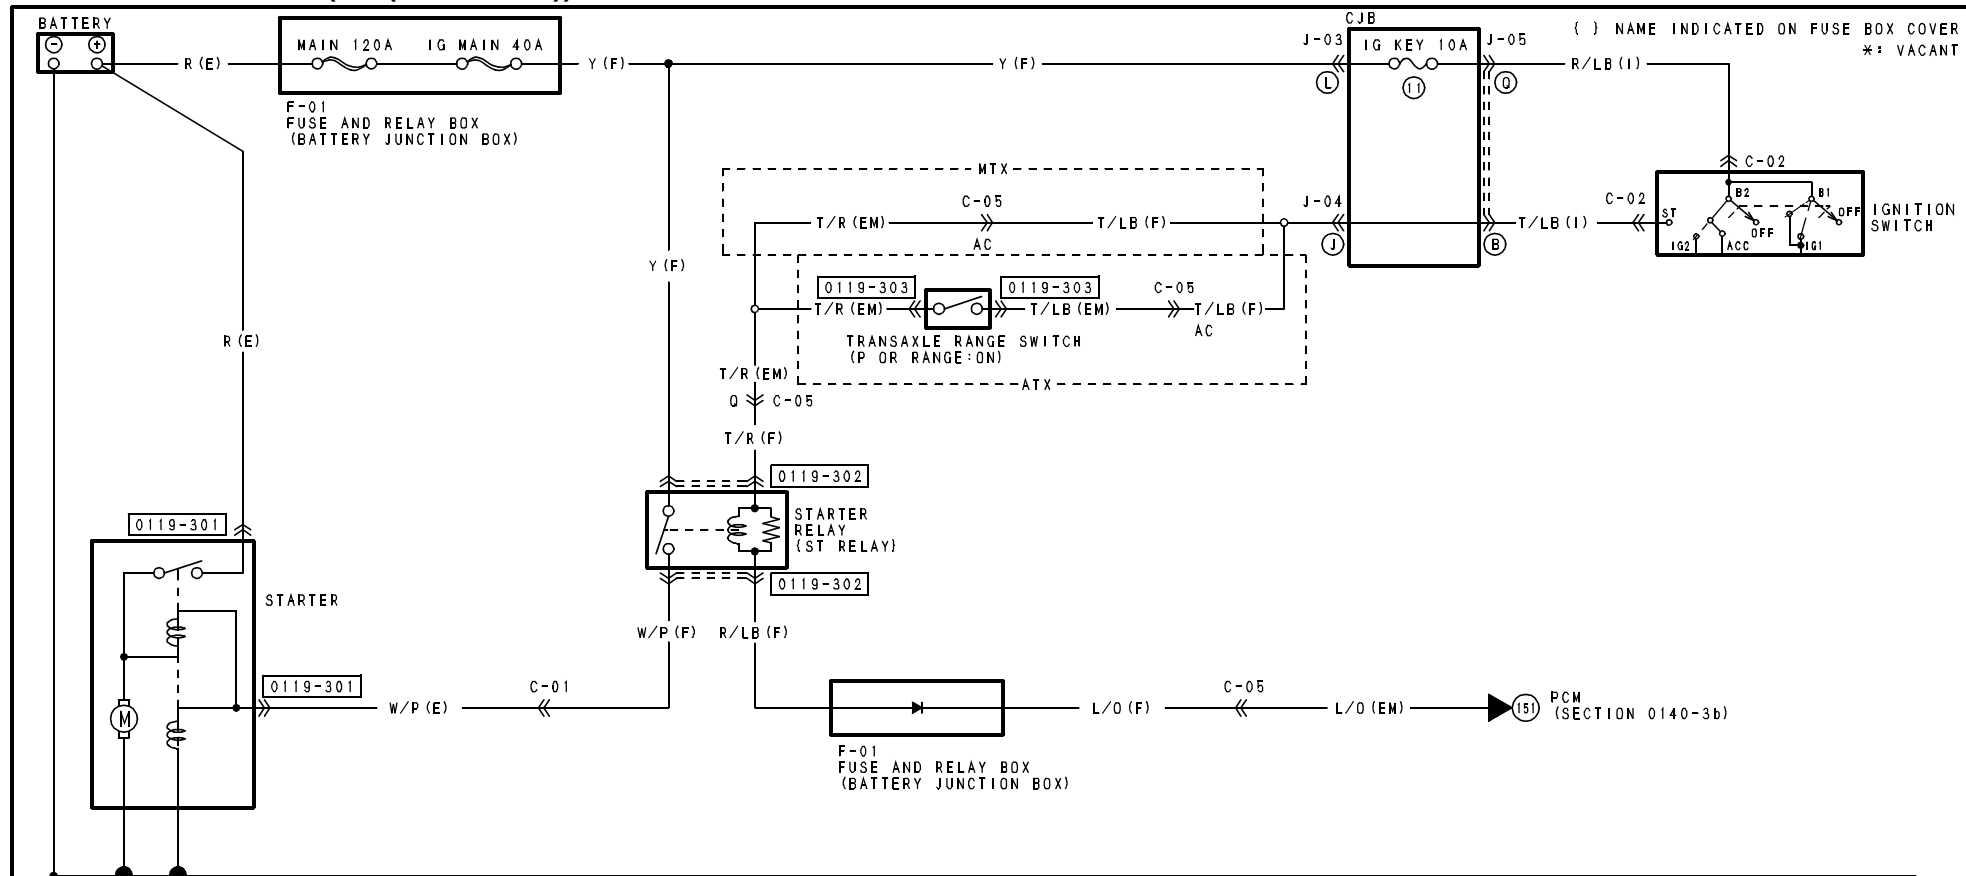 BATTERY
- +
R(E)
MAIN 120A IG MAIN 40A
F-01
FUSE AND RELAY BOX
(BATTERY JUNCTION BOX)
Y(F)
Y(F)
CJB
J-03 IG KEY 10A J-05
L 11 Q
R/LB(I)
{ } NAME INDICATED ON FUSE BOX COVER
*: VACANT
MTX
C-05
T/R(EM) T/LB(F)
AC
J-04
J B
T/LB(I)
C-02
C-02
ST B2 B1
OFF OFF
IG2 ACC IG1
IGNITION
SWITCH
Y(F)
0119-303 0119-303 C-05
T/R(EM) T/LB(EM) T/LB(F)
AC
TRANSAXLE RANGE SWITCH
(P OR RANGE:ON)
ATX
R(E)
T/R(EM)
Q C-05
T/R(F)
0119-302
STARTER
RELAY
{ST RELAY}
0119-302
0119-301
STARTER
M
W/P(F) R/LB(F)
0119-301
W/P(E)
C-01
F-01
FUSE AND RELAY BOX
(BATTERY JUNCTION BOX)
L/O(F)
C-05
L/O(EM)
151
PCM
(SECTION 0140-3b)